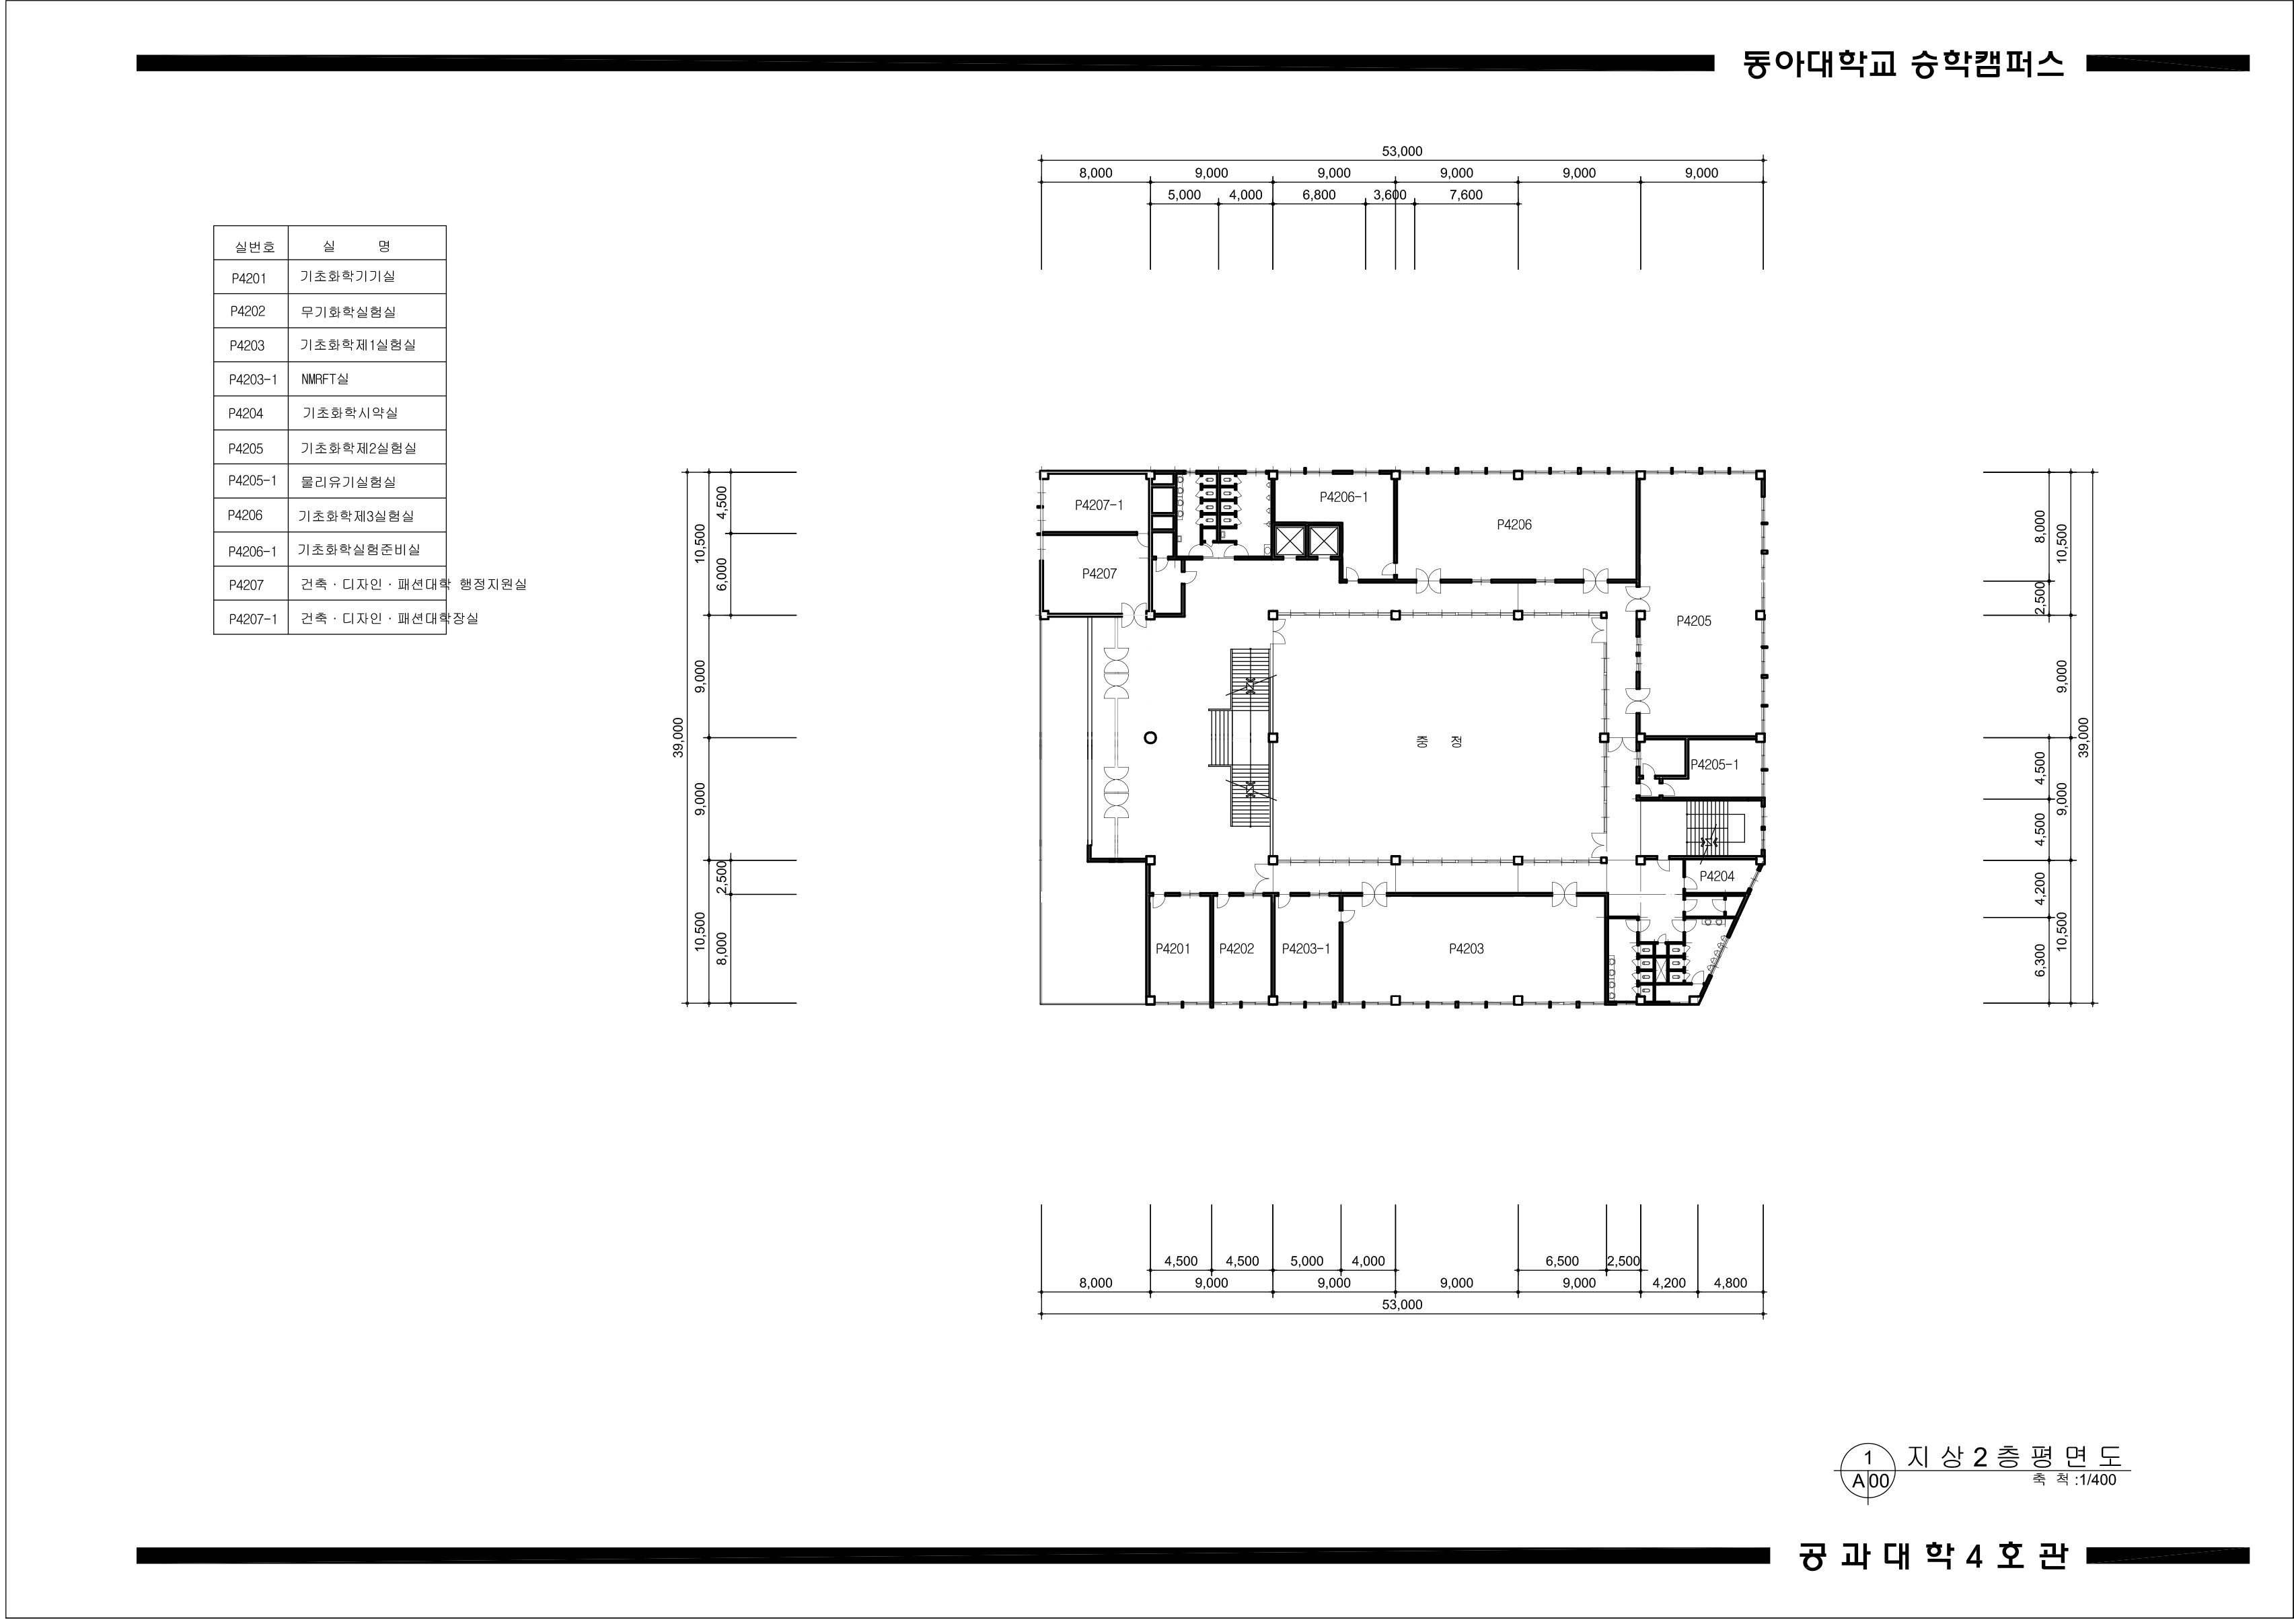 동아대학교 승학캠퍼스
53,000
8,000 9,000 9,000 9,000 9,000 9,000
5,000 4,000 6,800 3,600 7,600
실번호 실 명
P4201 기초화학기기실
P4202 무기화학실험실
P4203 기초화학제1실험실
P4203-1 NMRFT실
P4204 기초화학시약실
P4205 기초화학제2실험실
P4205-1 물리유기실험실
P4206 기초화학제3실험실
P4206-1 기초화학실험준비실
P4207 건축·디자인·패션대학 행정지원실
P4207-1 건축·디자인·패션대학장실
39,000
10,500 9,000 9,000 10,500
4,500 6,000 2,500 8,000
P4207-1
P4206-1
P4206
P4207
P4205
중 정
P4205-1
P4204
P4201 P4202 P4203-1 P4203
8,000 2,500 4,500 4,500 4,200 6,300
10,500 9,000 9,000 10,500
39,000
4,500 4,500 5,000 4,000 6,500 2,500
8,000 9,000 9,000 9,000 9,000 4,200 4,800
53,000
1 지상2층평면도
A 00 축 척 :1/400
공과대학4호관